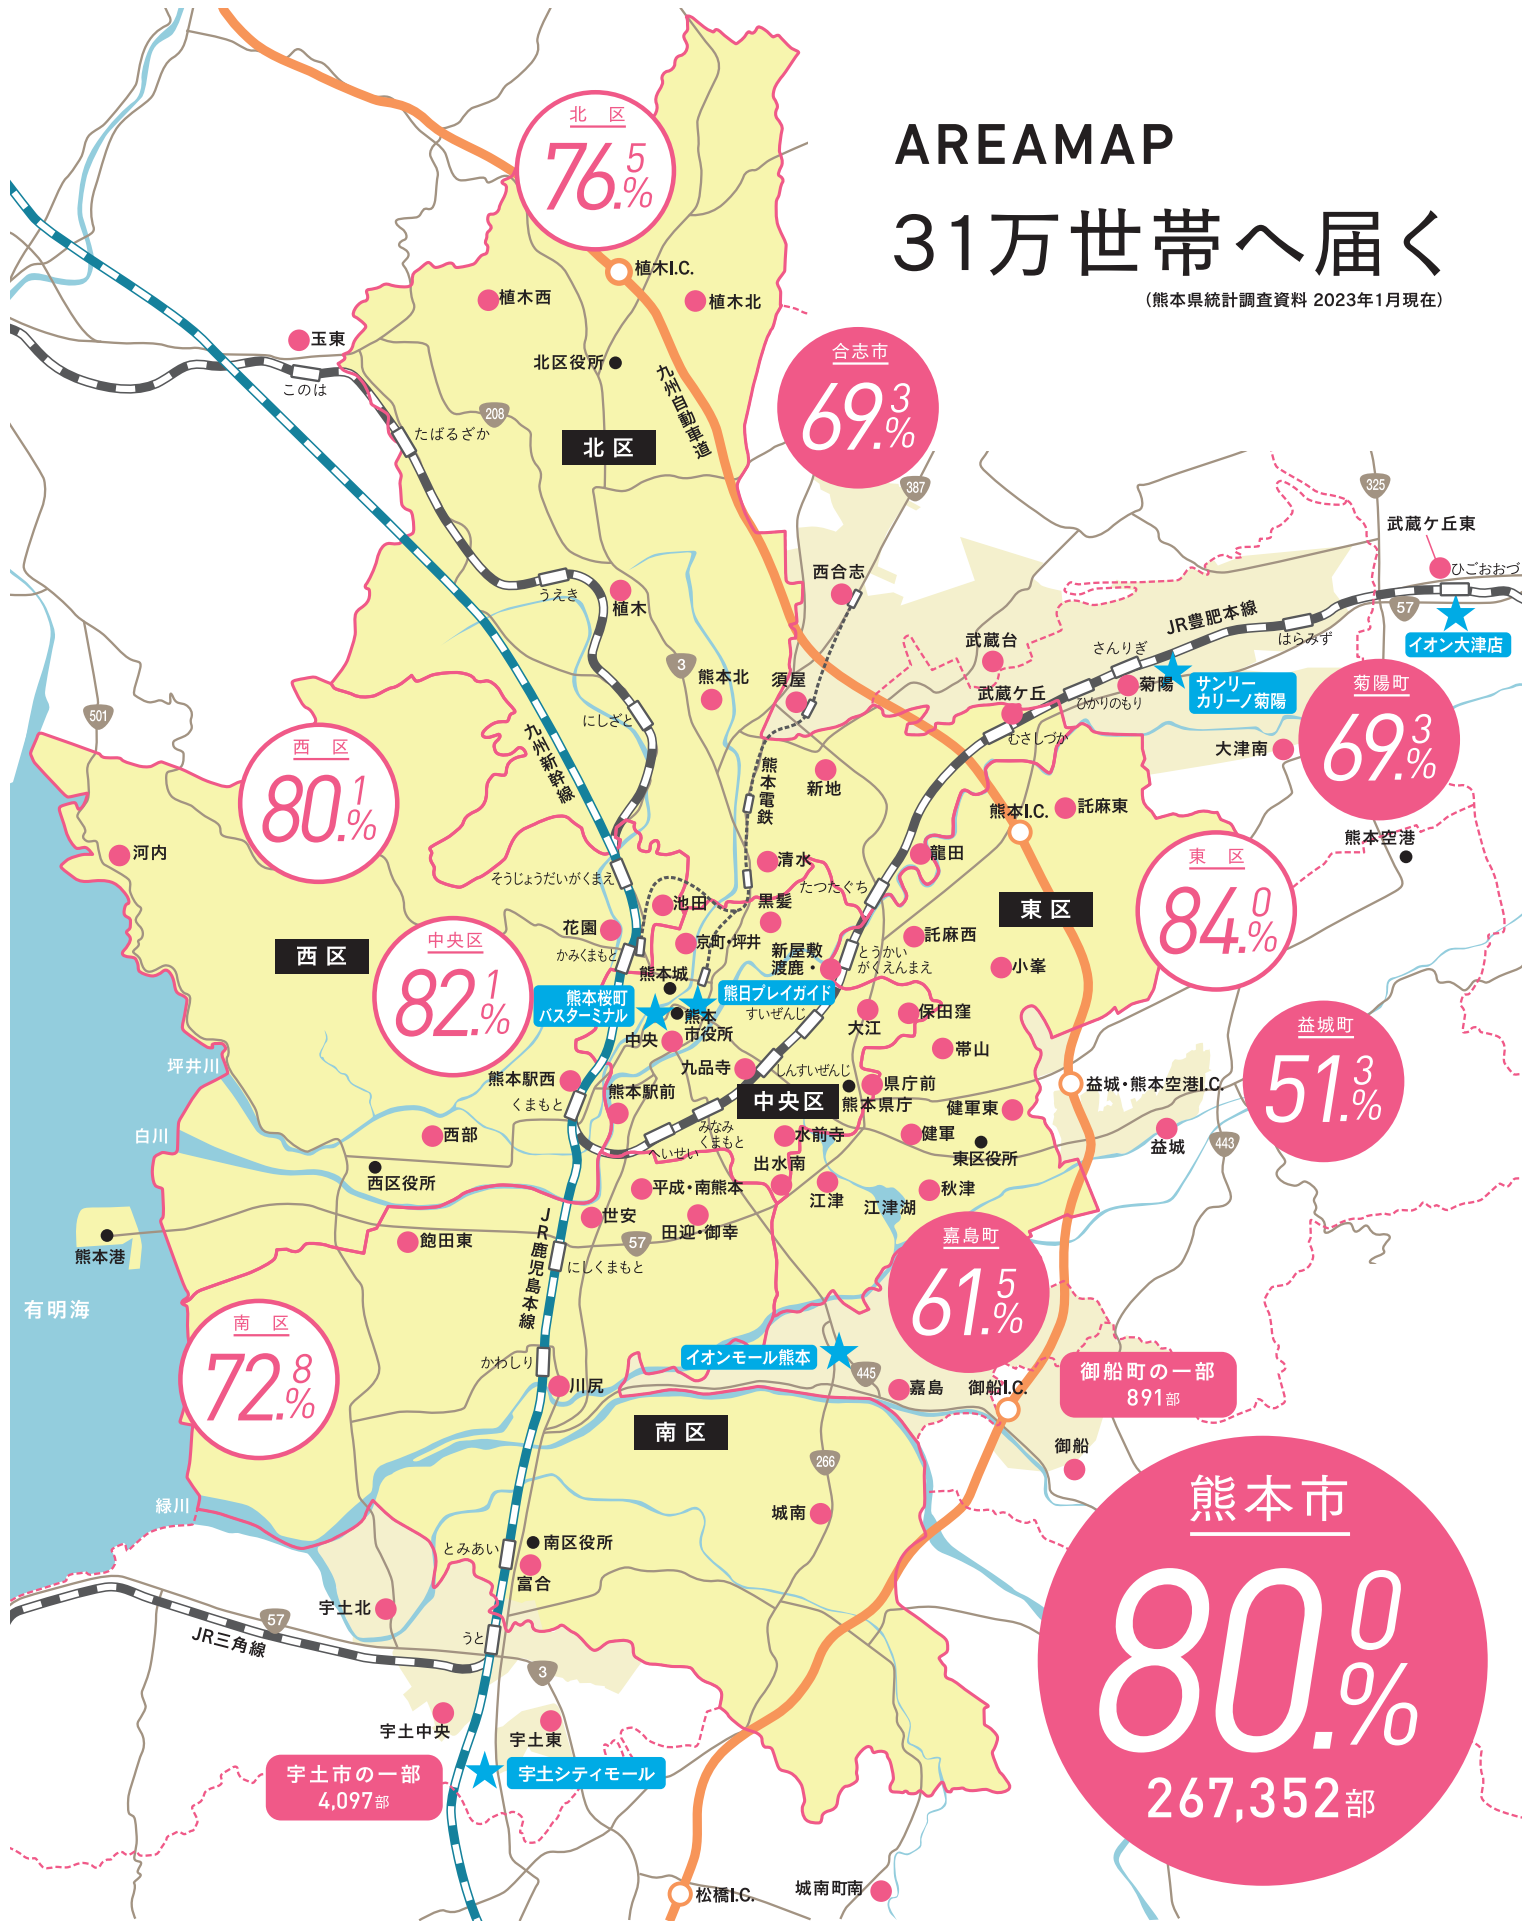 AREAMAP
31万世帯へ届く
(熊本県統計調査資料 2023年1月現在)
北 区
76.5%
植木I.C.
植木西
植木北
玉東
このは
北区役所
九州自動車道
合志市
69.3%
208
たばるざか
北区
387
325
武蔵ケ丘東
ひごおおづ
57
イオン大津店
西合志
JR豊肥本線
はらみず
うえき
植木
武蔵台
さんりぎ
3
熊本北
須屋
武蔵ケ丘
菊陽
サンリー
カリーノ菊陽
ひかりのもり
菊陽町
69.3%
501
にしざと
むさしづか
大津南
西 区
80.1%
九州新幹線
熊本電鉄
新地
熊本I.C.
託麻東
熊本空港
河内
清水
龍田
東 区
84.0%
そうじょうだいがくまえ
たつたぐち
池田
黒髪
東区
花園
京町・坪井
託麻西
西区
中央区
82.1%
かみくまもと
新屋敷
渡鹿・
とうかい
がくえんまえ
小峯
熊本城
熊本桜町
バスターミナル
熊日プレイガイド
熊本
市役所
すいぜんじ
大江
保田窪
益城町
51.3%
坪井川
中央
帯山
熊本駅西
九品寺
しんすいぜんじ
県庁前
益城・熊本空港I.C.
くまもと
熊本駅前
中央区
熊本県庁
健軍東
白川
西部
みなみ
くまもと
水前寺
健軍
益城
443
へいせい
東区役所
西区役所
出水南
平成・南熊本
江津
江津湖
秋津
世安
田迎・御幸
57
熊本港
飽田東
JR鹿児島本線
にしくまもと
嘉島町
61.5%
有明海
南 区
72.8%
かわしり
イオンモール熊本
445
御船町の一部
891部
川尻
嘉島
御船I.C.
南区
御船
266
熊本市
80.0%
267,352部
緑川
城南
とみあい
南区役所
富合
宇土北
57
JR三角線
うと
3
宇土中央
宇土東
宇土市の一部
4,097部
宇土シティモール
松橋I.C.
城南町南